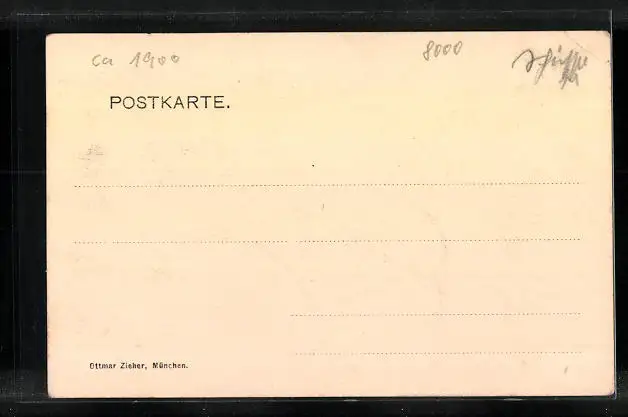 ca 1900 8000
POSTKARTE.
Ottmar Zieher, München.